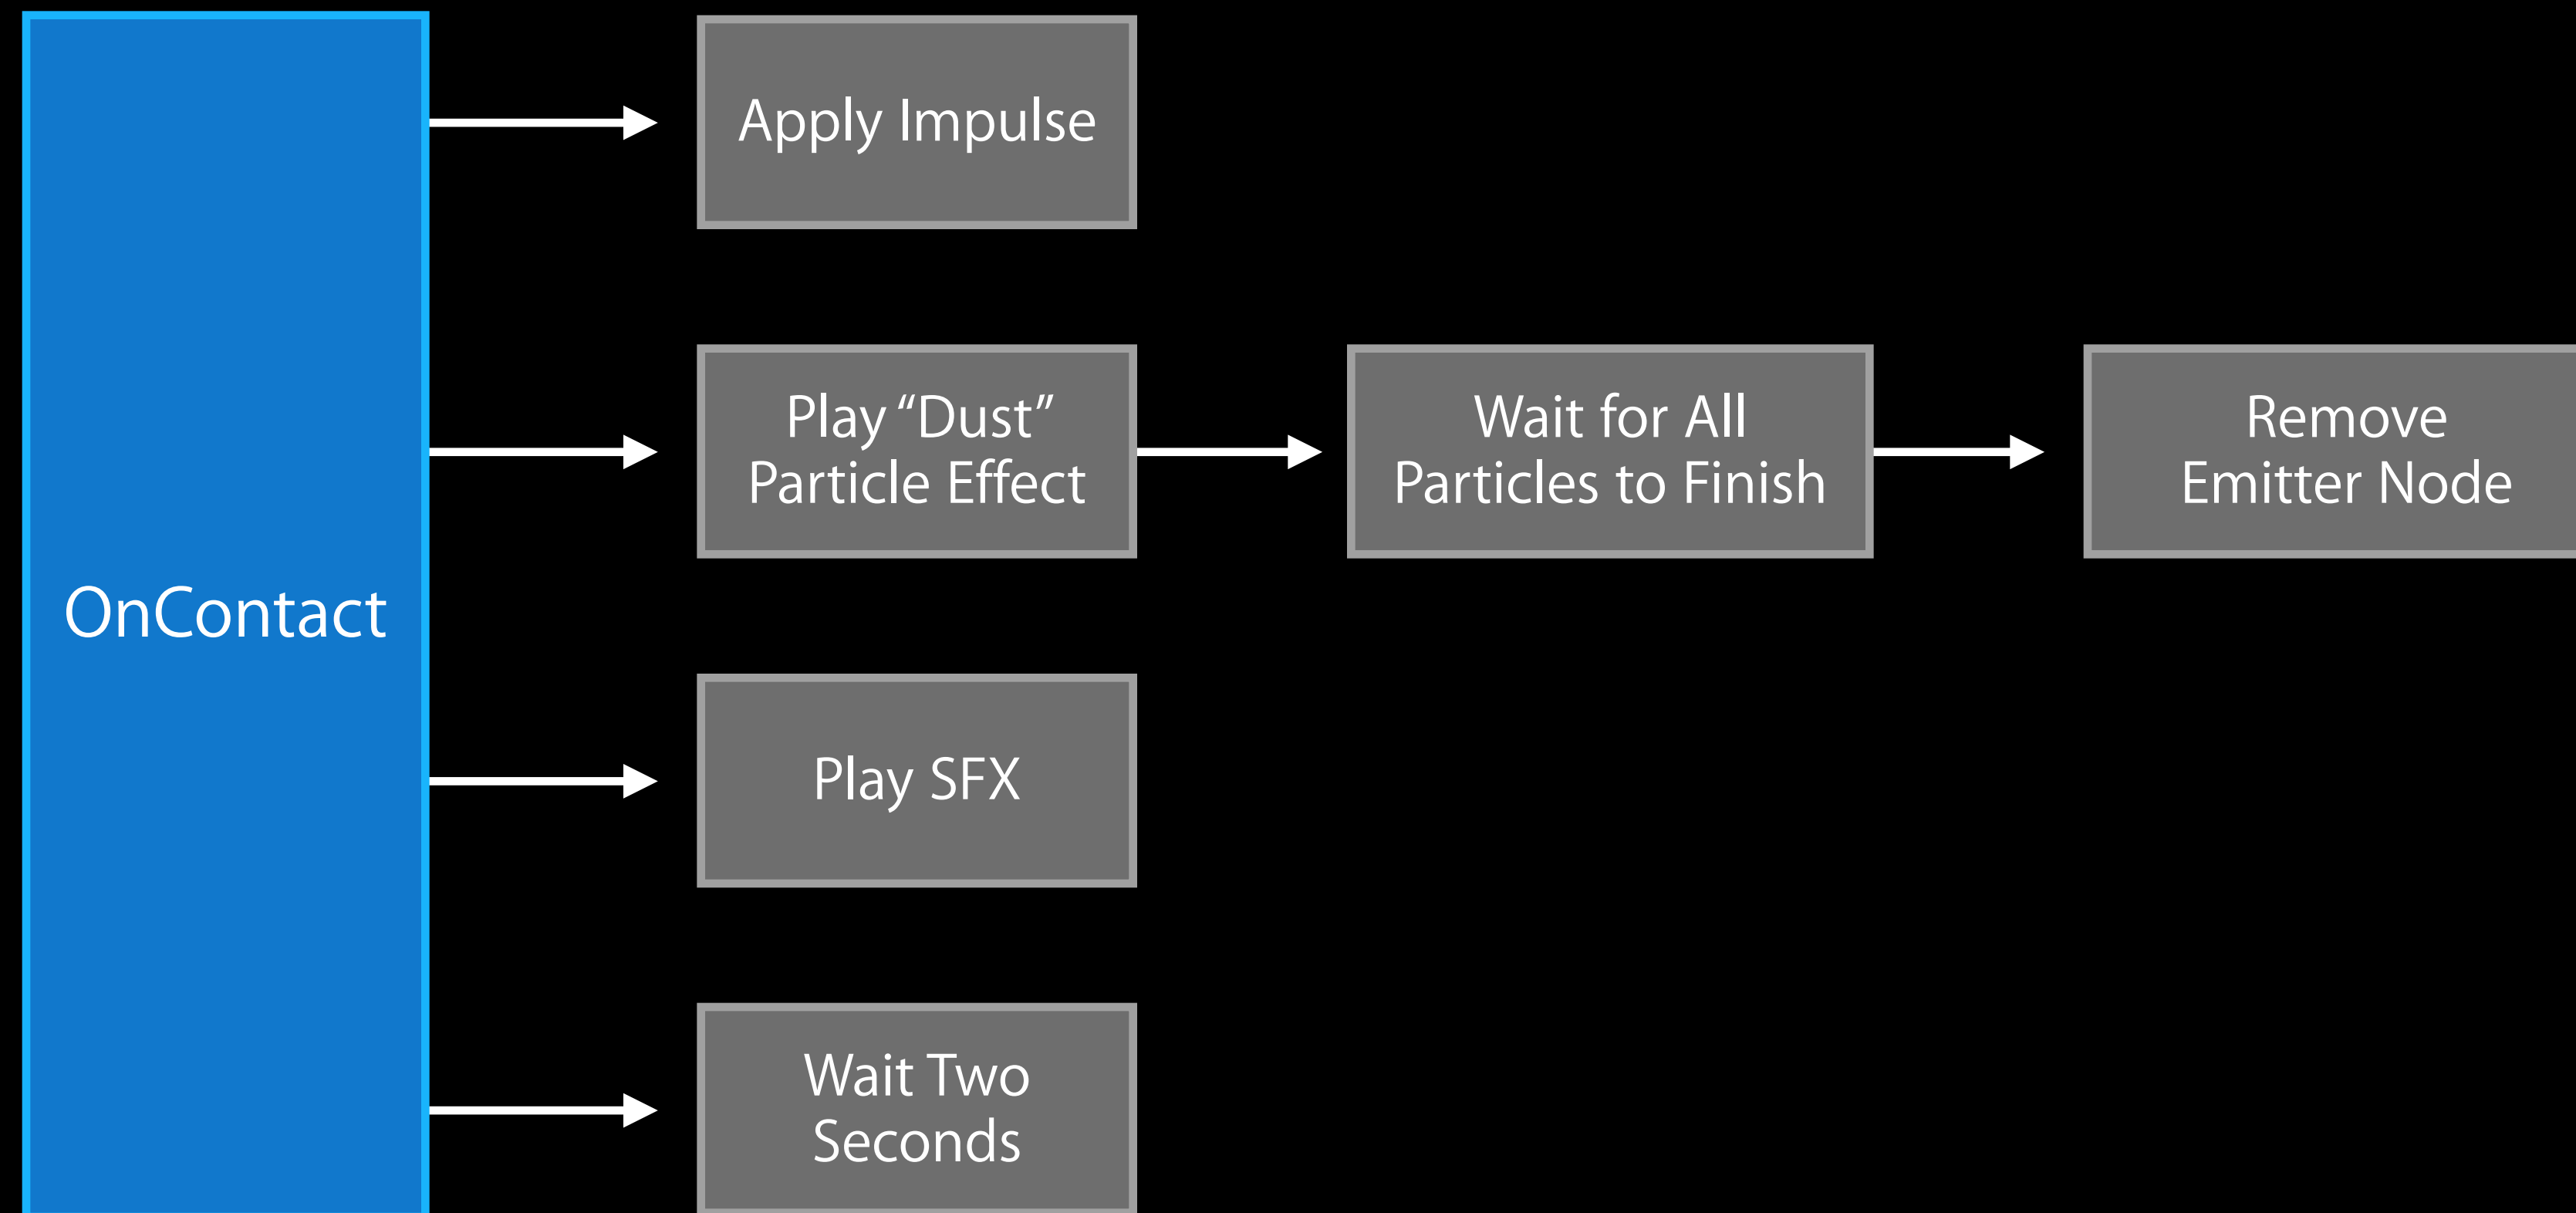 OnContact
Apply Impulse
Play “Dust”
Particle Effect
Wait for All
Particles to Finish
Remove
Emitter Node
Play SFX
Wait Two
Seconds